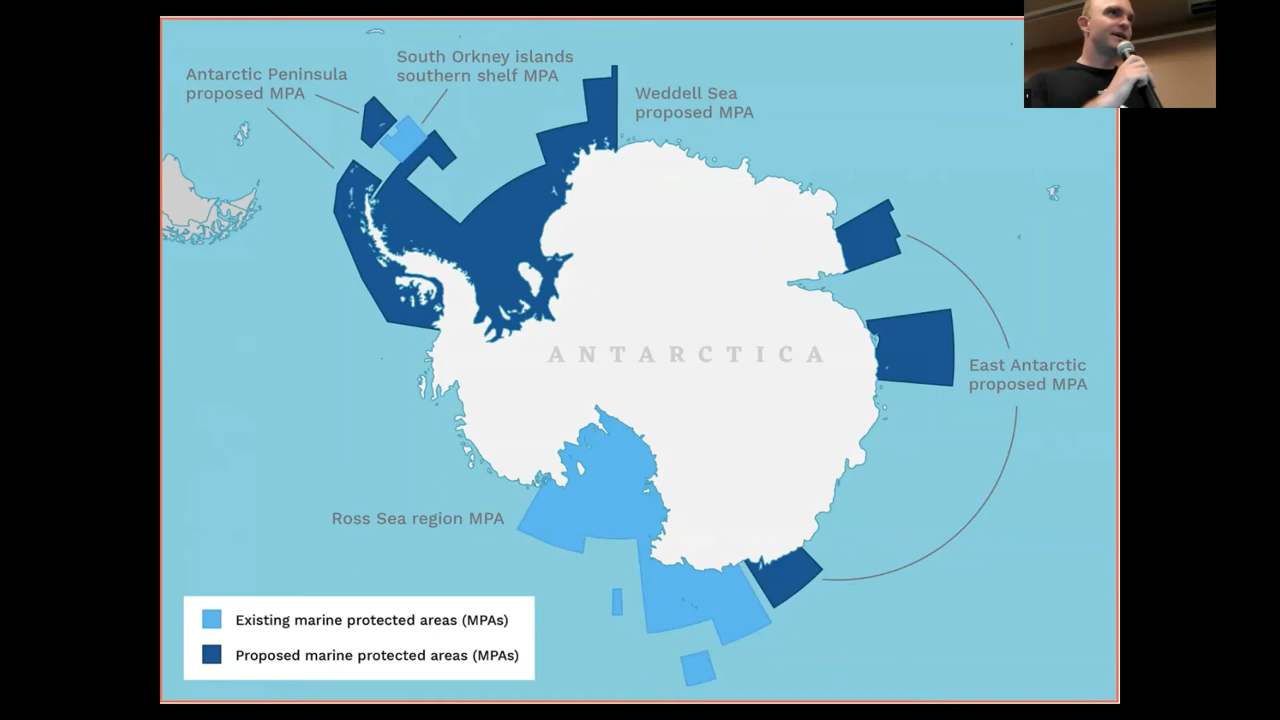 South Orkney islands
southern shelf MPA
Antarctic Peninsula
proposed MPA
Weddell Sea
proposed MPA
ANTARCTICA
East Antarctic
proposed MPA
Ross Sea region MPA
Existing marine protected areas (MPAs)
Proposed marine protected areas (MPAs)